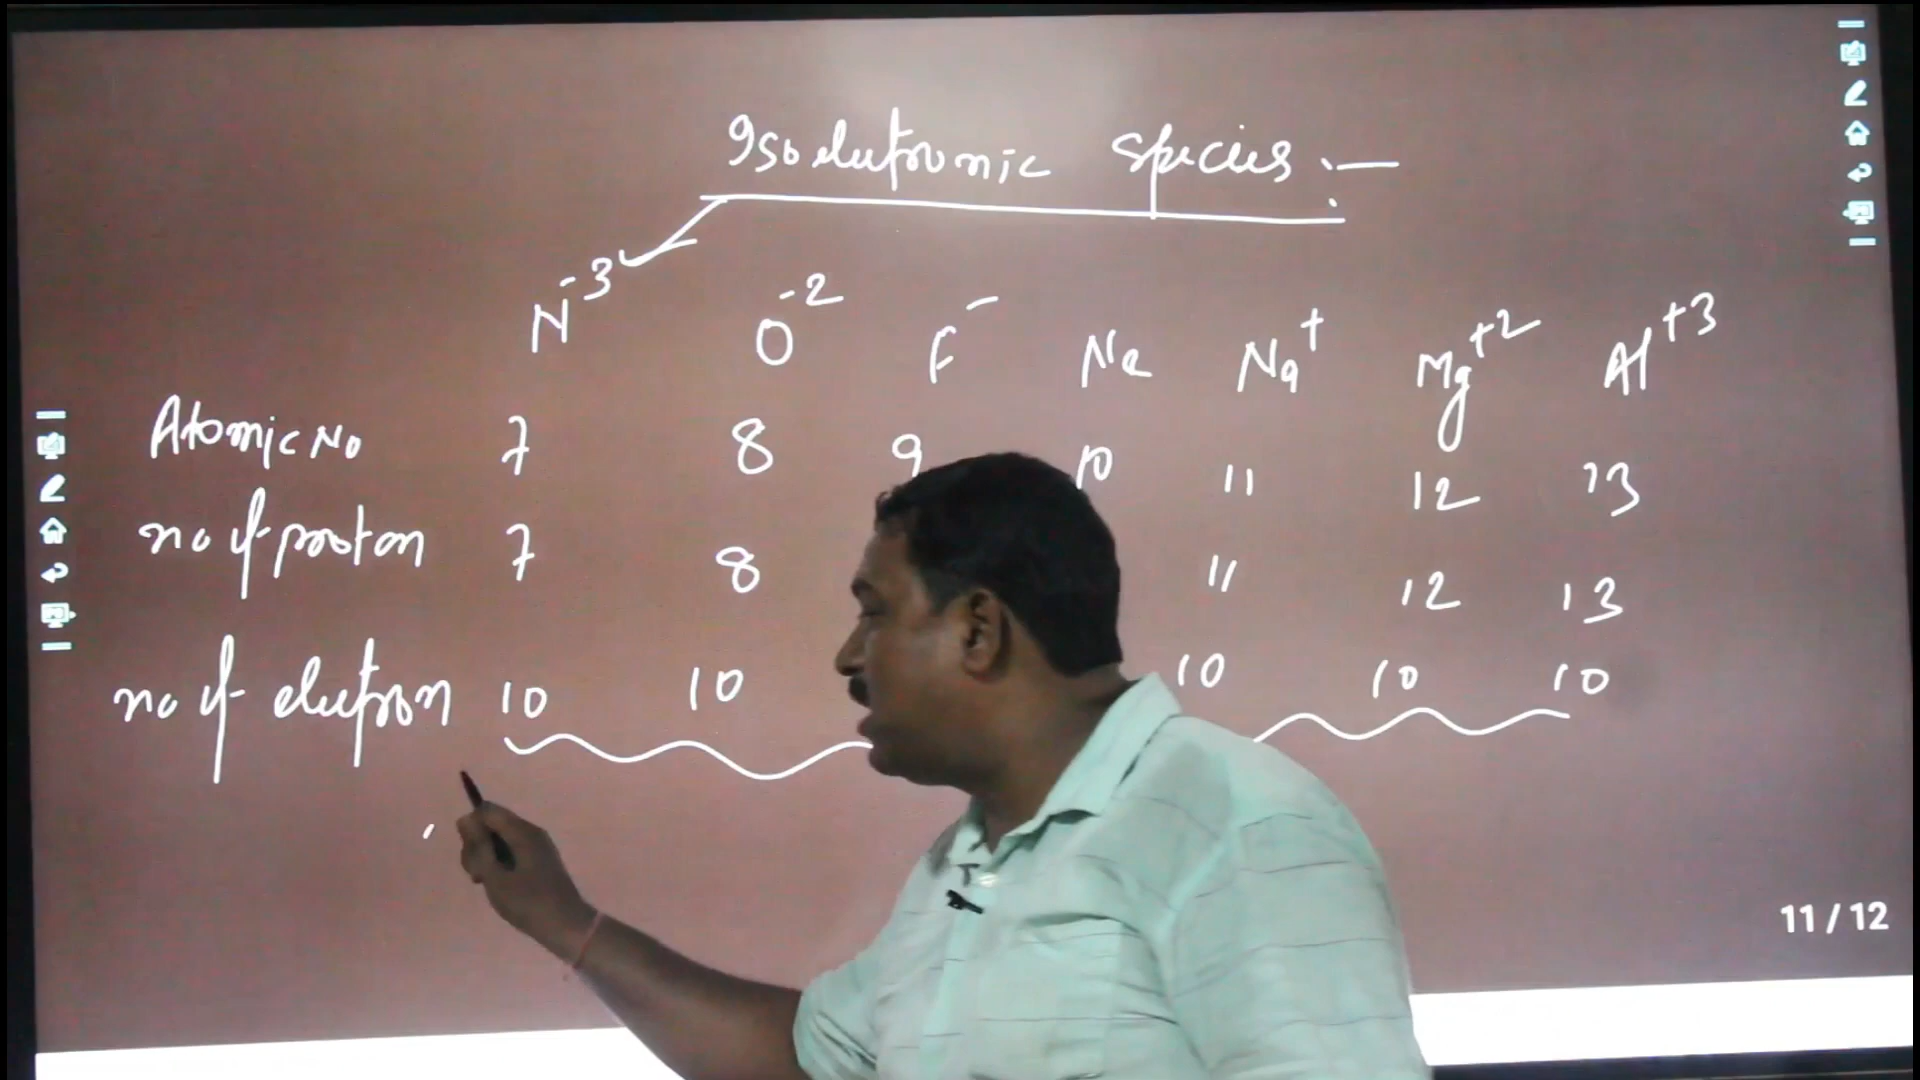 Isoelectronic species :-
N-3 O-2 F- Ne Na+ Mg+2 Al+3
Atomic No 7 8 9 10 11 12 13
no of proton 7 8 11 12 13
no of electron 10 10 10 10 10
11 / 12